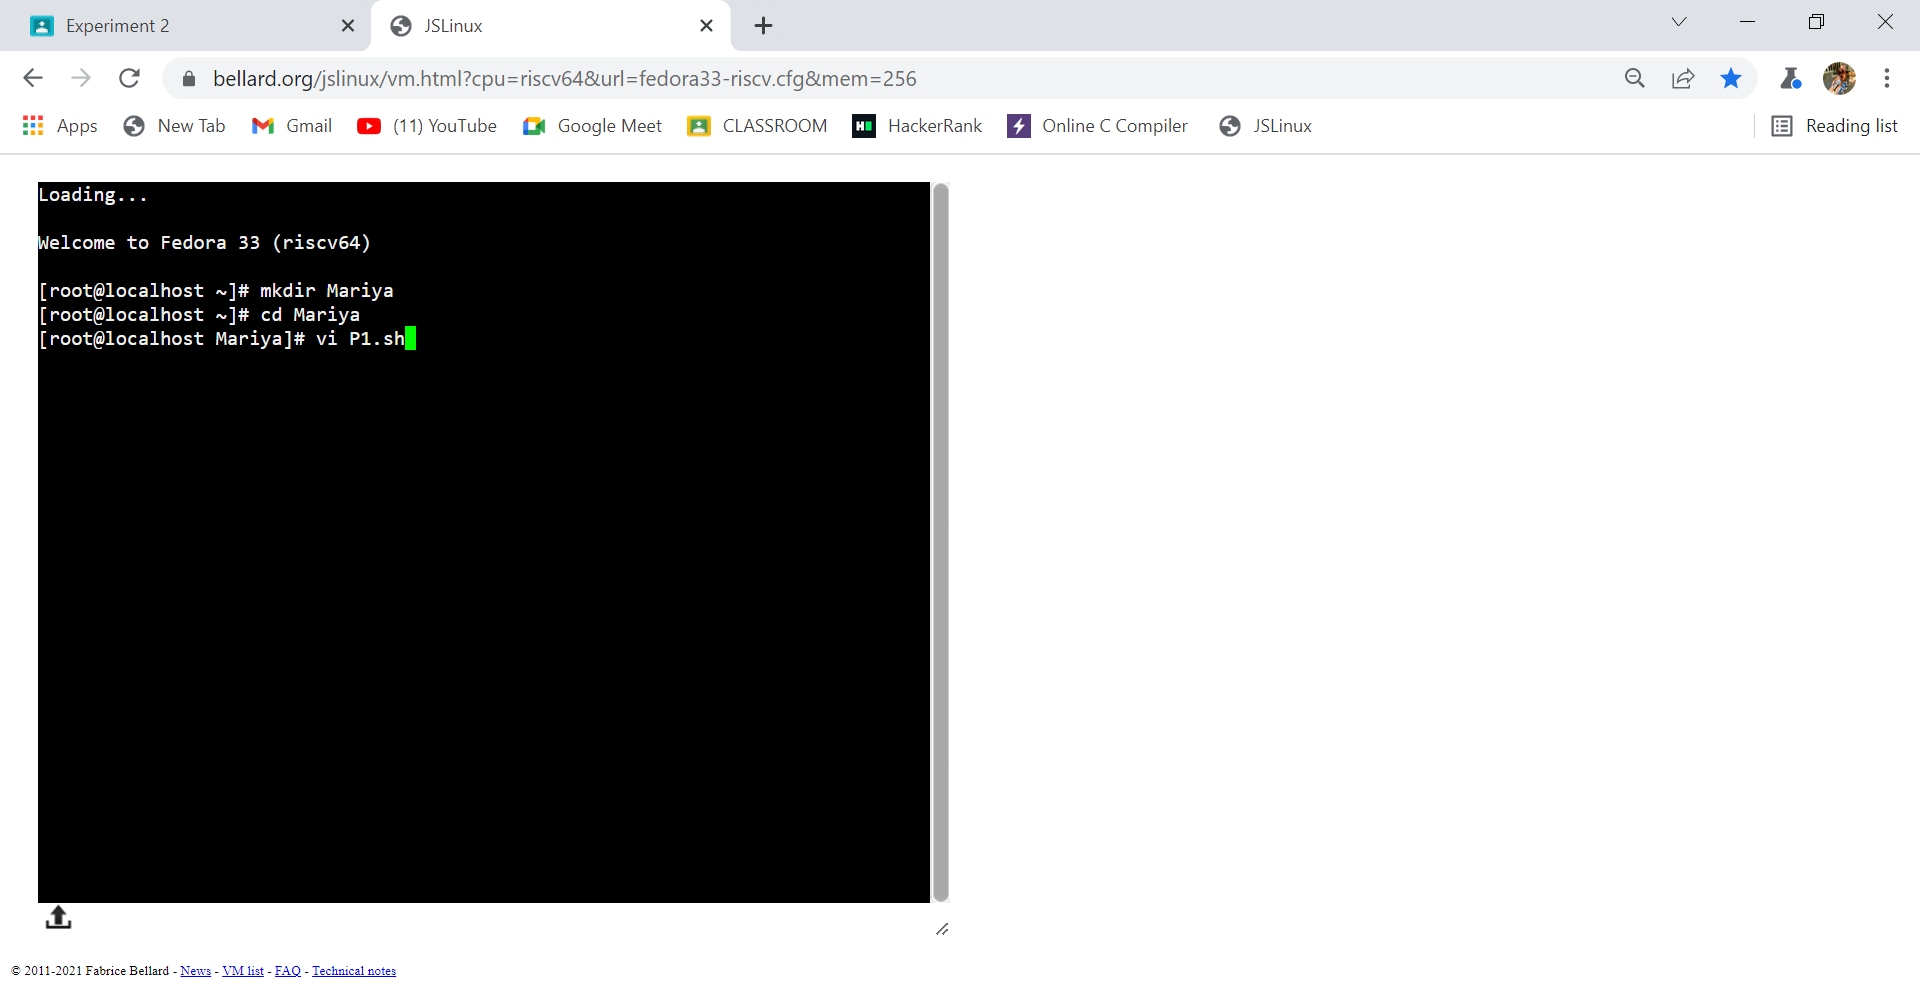 Experiment 2
JSLinux
bellard.org/jslinux/vm.html?cpu=riscv64&url=fedora33-riscv.cfg&mem=256
Apps New Tab Gmail (11) YouTube Google Meet CLASSROOM HackerRank Online C Compiler JSLinux Reading list
Loading...
Welcome to Fedora 33 (riscv64)
[root@localhost ~]# mkdir Mariya
[root@localhost ~]# cd Mariya
[root@localhost Mariya]# vi P1.sh
© 2011-2021 Fabrice Bellard - News - VM list - FAQ - Technical notes